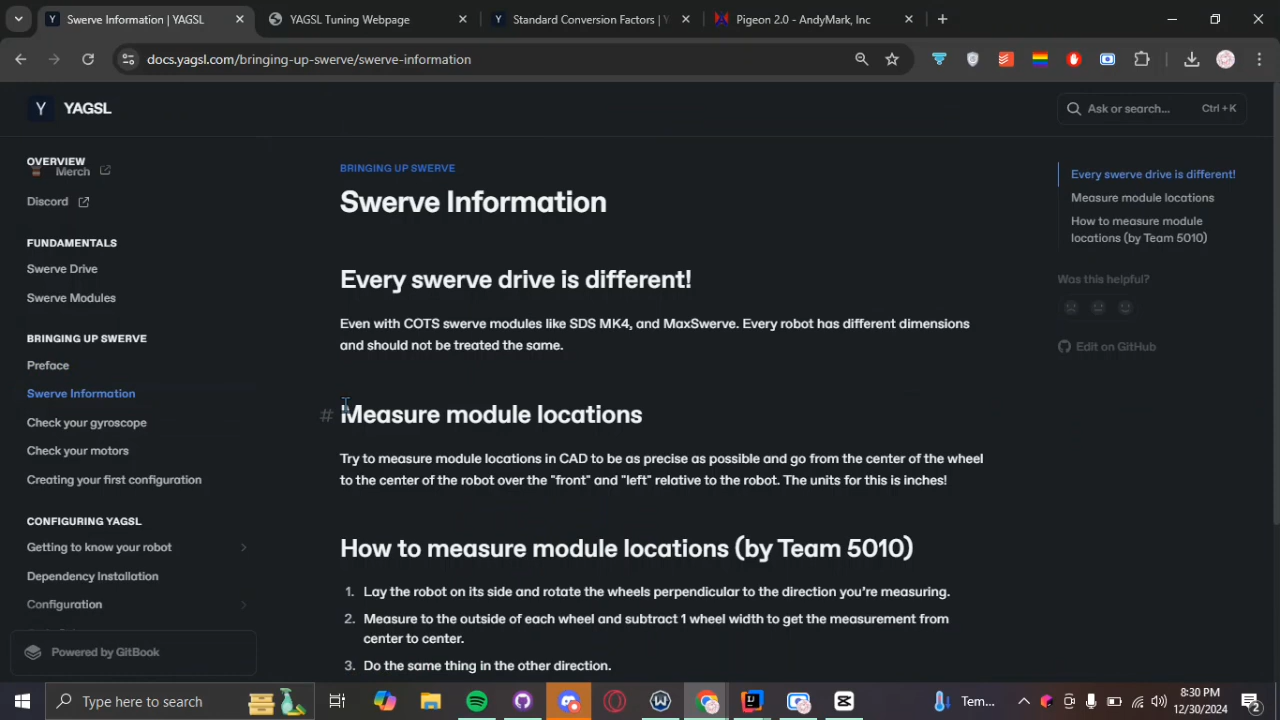 Swerve Information | YAGSL
YAGSL Tuning Webpage
Standard Conversion Factors | Y
Pigeon 2.0 - AndyMark, Inc
docs.yagsl.com/bringing-up-swerve/swerve-information
Y YAGSL
Ask or search... Ctrl + K
OVERVIEW
Merch
Discord
FUNDAMENTALS
Swerve Drive
Swerve Modules
BRINGING UP SWERVE
Preface
Swerve Information
Check your gyroscope
Check your motors
Creating your first configuration
CONFIGURING YAGSL
Getting to know your robot
Dependency Installation
Configuration
Powered by GitBook
BRINGING UP SWERVE
Swerve Information
Every swerve drive is different!
Even with COTS swerve modules like SDS MK4, and MaxSwerve. Every robot has different dimensions
and should not be treated the same.
# Measure module locations
Try to measure module locations in CAD to be as precise as possible and go from the center of the wheel
to the center of the robot over the "front" and "left" relative to the robot. The units for this is inches!
How to measure module locations (by Team 5010)
1. Lay the robot on its side and rotate the wheels perpendicular to the direction you're measuring.
2. Measure to the outside of each wheel and subtract 1 wheel width to get the measurement from
center to center.
3. Do the same thing in the other direction.
Every swerve drive is different!
Measure module locations
How to measure module
locations (by Team 5010)
Was this helpful?
Edit on GitHub
Type here to search
Tem...
8:30 PM
12/30/2024
2